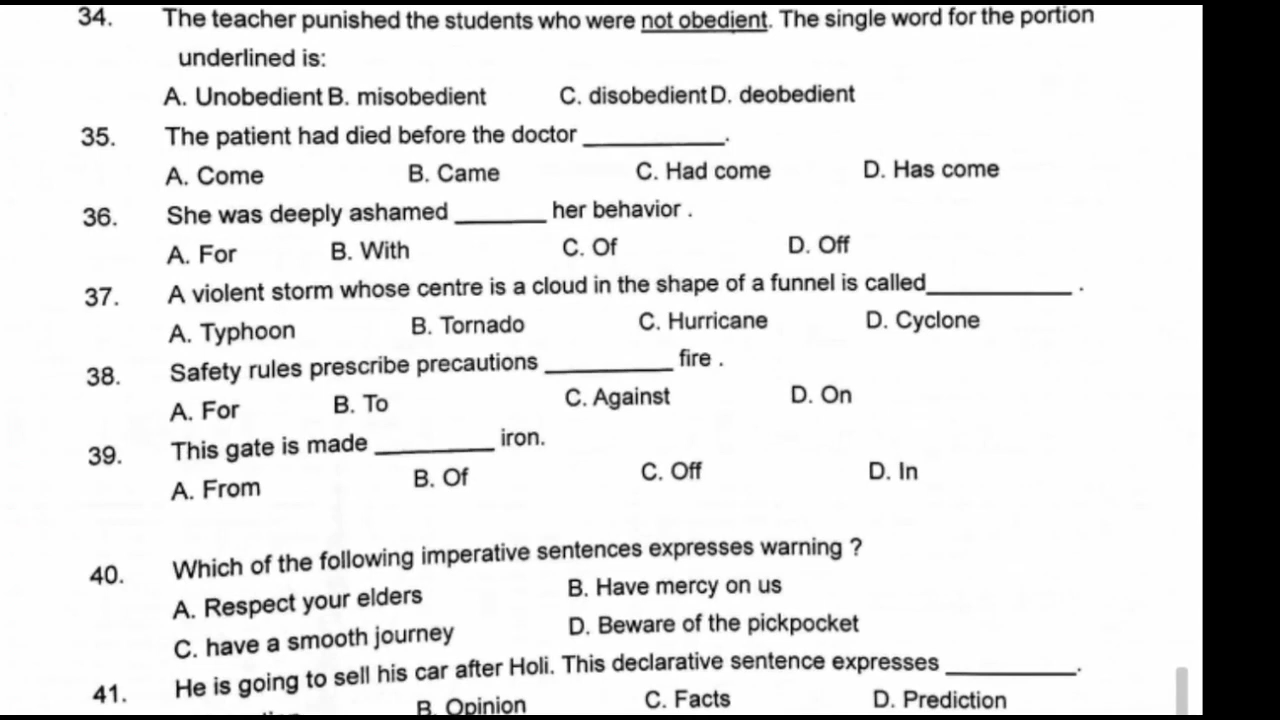 34. The teacher punished the students who were not obedient. The single word for the portion
underlined is:
A. Unobedient B. misobedient C. disobedient D. deobedient
35. The patient had died before the doctor __________.
A. Come B. Came C. Had come D. Has come
36. She was deeply ashamed _______ her behavior .
A. For B. With C. Of D. Off
37. A violent storm whose centre is a cloud in the shape of a funnel is called___________ .
A. Typhoon B. Tornado C. Hurricane D. Cyclone
38. Safety rules prescribe precautions __________ fire .
A. For B. To C. Against D. On
39. This gate is made _________ iron.
A. From B. Of C. Off D. In
40. Which of the following imperative sentences expresses warning ?
A. Respect your elders B. Have mercy on us
C. have a smooth journey D. Beware of the pickpocket
41. He is going to sell his car after Holi. This declarative sentence expresses __________.
B. Opinion C. Facts D. Prediction